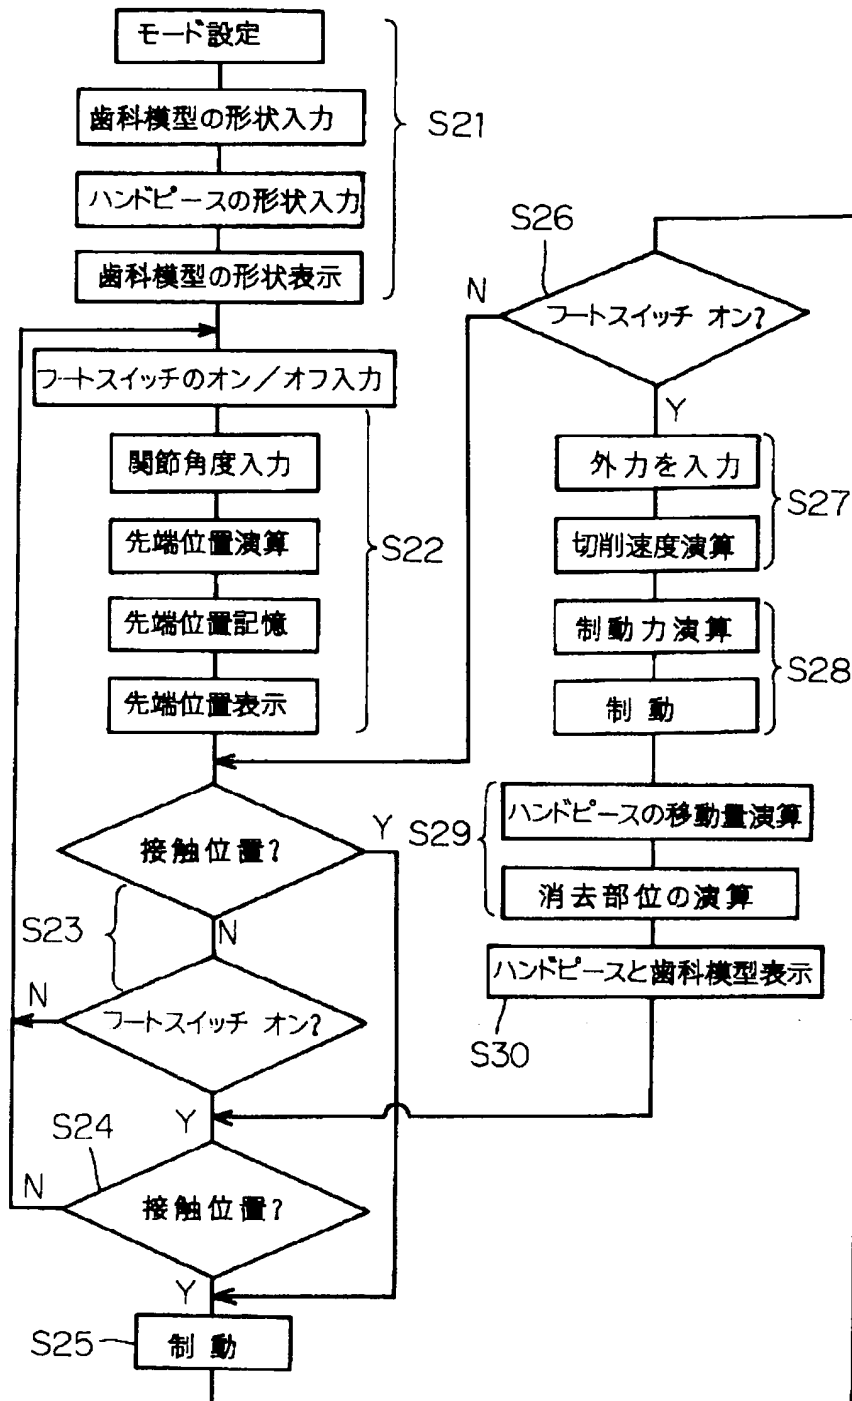 モード設定
歯科模型の形状入力
ハンドピースの形状入力
歯科模型の形状表示
S21
フートスイッチのオン／オフ入力
関節角度入力
先端位置演算
先端位置記憶
先端位置表示
S22
接触位置?
Y
N
S23
フートスイッチ オン?
N
Y
S24
接触位置?
N
Y
S25
制動
S26
フートスイッチ オン?
N
Y
外力を入力
切削速度演算
S27
制動力演算
制動
S28
ハンドピースの移動量演算
消去部位の演算
S29
ハンドピースと歯科模型表示
S30